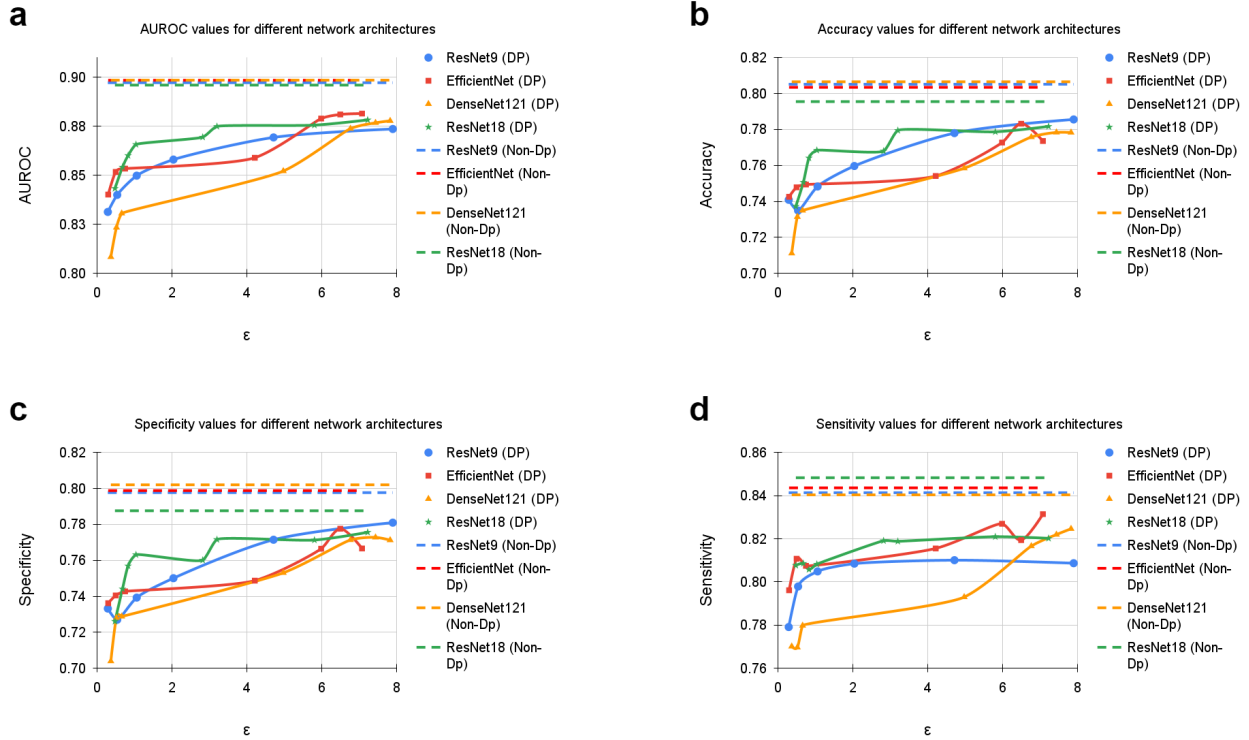 a
AUROC values for different network architectures
AUROC
0.90
0.88
0.85
0.83
0.80
0
2
4
6
8
ε
ResNet9 (DP)
EfficientNet (DP)
DenseNet121 (DP)
ResNet18 (DP)
ResNet9 (Non-Dp)
EfficientNet (Non-
Dp)
DenseNet121
(Non-Dp)
ResNet18 (Non-
Dp)
b
Accuracy values for different network architectures
Accuracy
0.82
0.80
0.78
0.76
0.74
0.72
0.70
0
2
4
6
8
ε
ResNet9 (DP)
EfficientNet (DP)
DenseNet121 (DP)
ResNet18 (DP)
ResNet9 (Non-Dp)
EfficientNet (Non-
Dp)
DenseNet121
(Non-Dp)
ResNet18 (Non-
Dp)
c
Specificity values for different network architectures
Specificity
0.82
0.80
0.78
0.76
0.74
0.72
0.70
0
2
4
6
8
ε
ResNet9 (DP)
EfficientNet (DP)
DenseNet121 (DP)
ResNet18 (DP)
ResNet9 (Non-Dp)
EfficientNet (Non-
Dp)
DenseNet121
(Non-Dp)
ResNet18 (Non-
Dp)
d
Sensitivity values for different network architectures
Sensitivity
0.86
0.84
0.82
0.80
0.78
0.76
0
2
4
6
8
ε
ResNet9 (DP)
EfficientNet (DP)
DenseNet121 (DP)
ResNet18 (DP)
ResNet9 (Non-Dp)
EfficientNet (Non-
Dp)
DenseNet121
(Non-Dp)
ResNet18 (Non-
Dp)